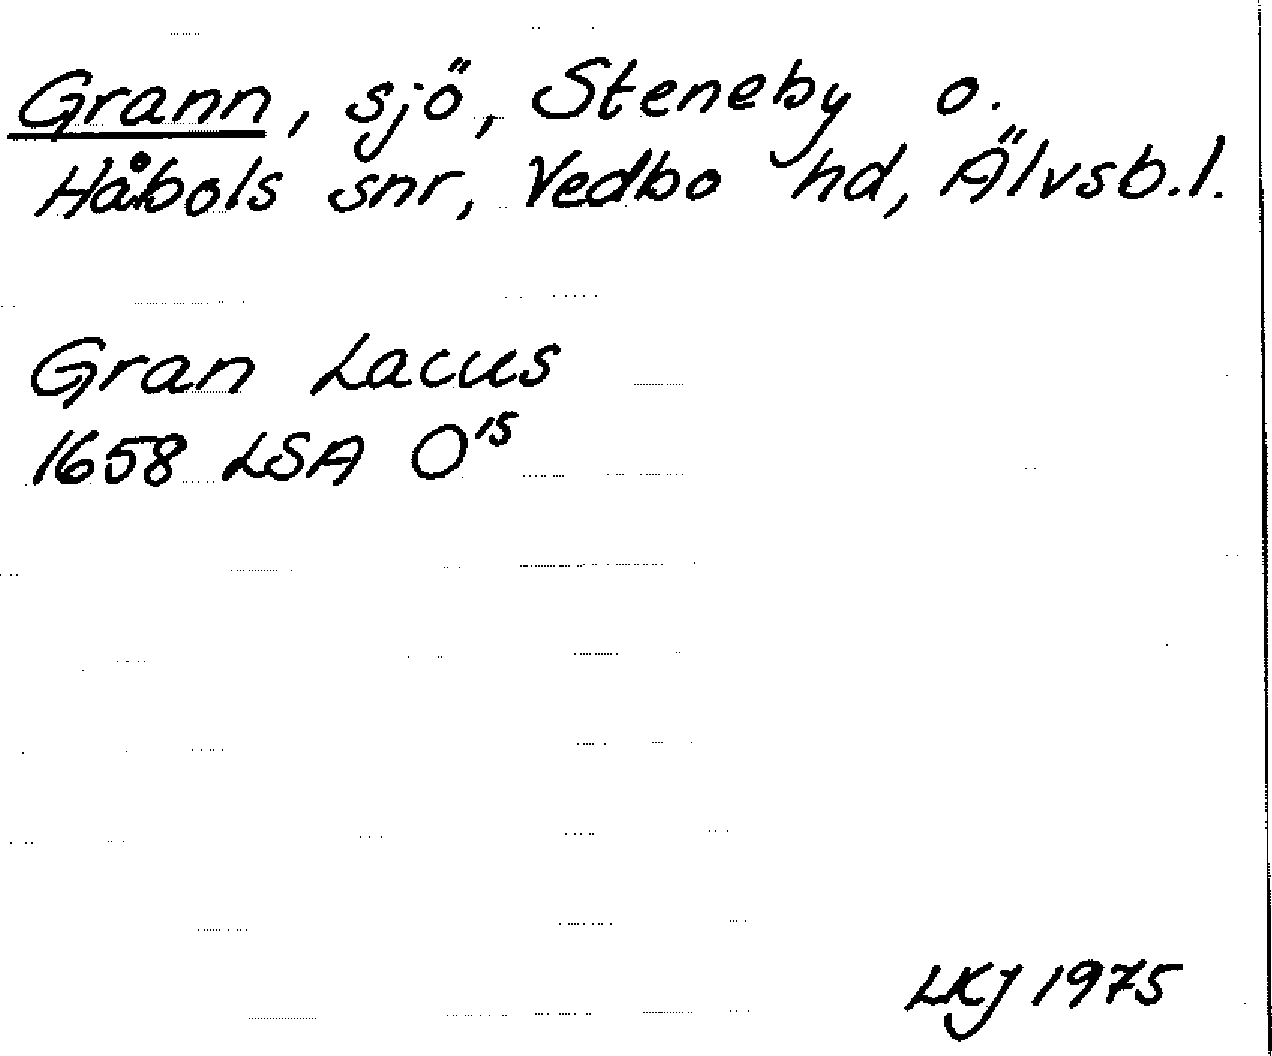 Grann, sjö, Steneby o.
Håbols snr, Vedbo hd, Älvsb.l.
Gran Lacus
1658 LSA O¹⁵
LKJ 1975